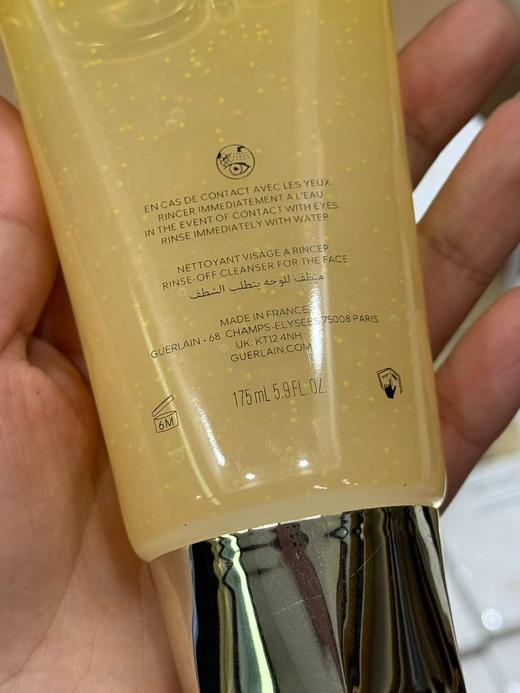 EN CAS DE CONTACT AVEC LES YEUX,
RINCER IMMEDIATEMENT A L'EAU
IN THE EVENT OF CONTACT WITH EYES
RINSE IMMEDIATELY WITH WATER
NETTOYANT VISAGE A RINCER
RINSE-OFF CLEANSER FOR THE FACE
منظف للوجه يتطلب الشطف
MADE IN FRANCE
GUERLAIN • 68, CHAMPS-ELYSEES 75008 PARIS
UK: KT12 4NH
GUERLAIN.COM
175 mL 5.9 FL. OZ.
6M